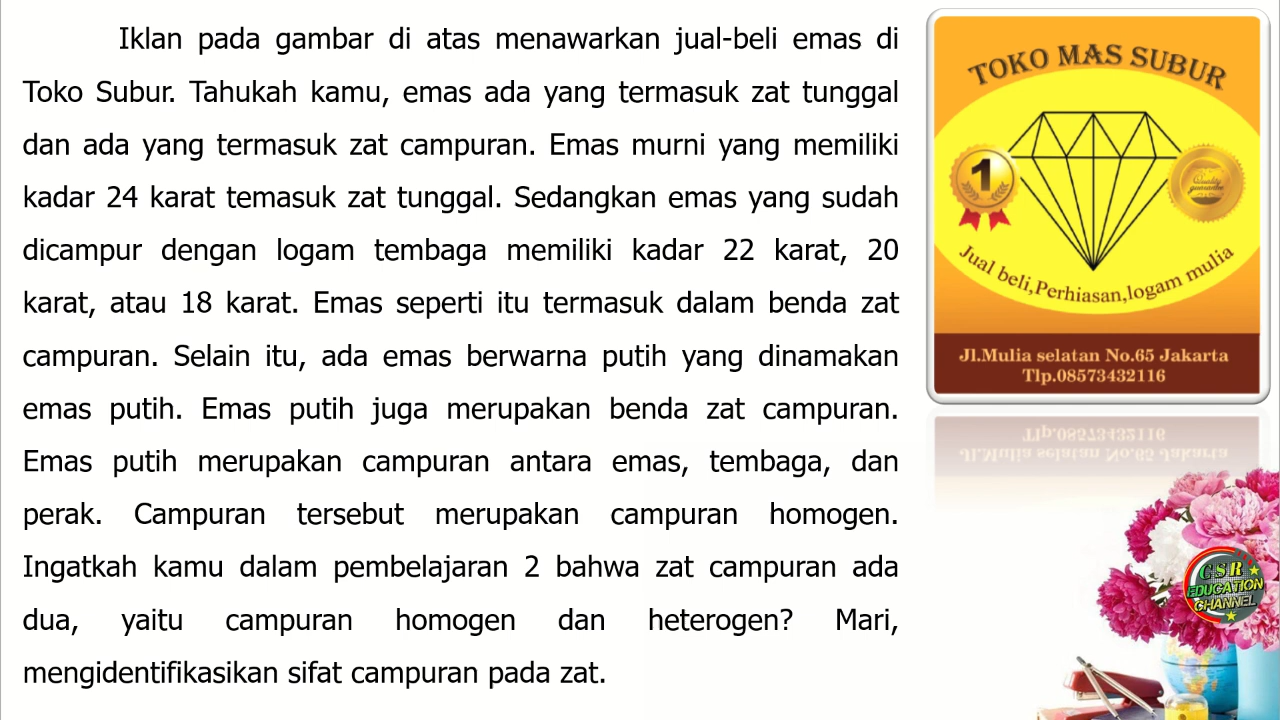 Iklan pada gambar di atas menawarkan jual-beli emas di
Toko Subur. Tahukah kamu, emas ada yang termasuk zat tunggal
dan ada yang termasuk zat campuran. Emas murni yang memiliki
kadar 24 karat temasuk zat tunggal. Sedangkan emas yang sudah
dicampur dengan logam tembaga memiliki kadar 22 karat, 20
karat, atau 18 karat. Emas seperti itu termasuk dalam benda zat
campuran. Selain itu, ada emas berwarna putih yang dinamakan
emas putih. Emas putih juga merupakan benda zat campuran.
Emas putih merupakan campuran antara emas, tembaga, dan
perak. Campuran tersebut merupakan campuran homogen.
Ingatkah kamu dalam pembelajaran 2 bahwa zat campuran ada
dua, yaitu campuran homogen dan heterogen? Mari,
mengidentifikasikan sifat campuran pada zat.
TOKO MAS SUBUR
1
Jual beli,Perhiasan,logam mulia
Jl.Mulia selatan No.65 Jakarta
Tlp.08573432116
CSR
EDUCATION
CHANNEL